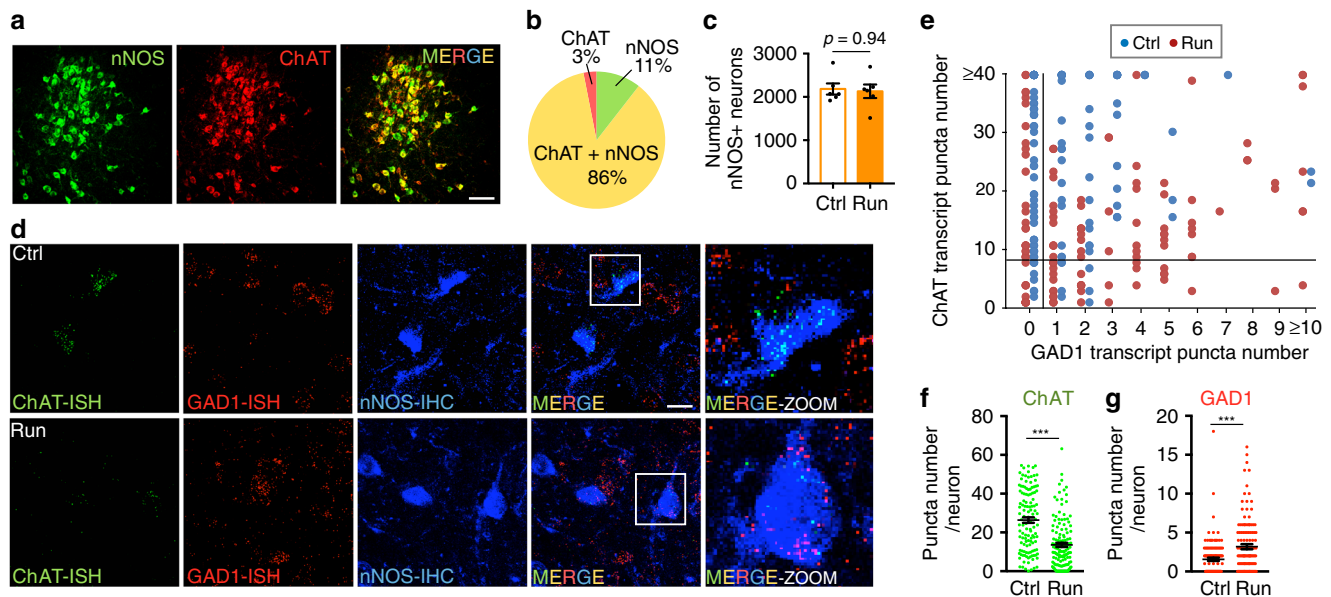 a
nNOS
ChAT
MERGE
b
ChAT
3%
nNOS
11%
ChAT + nNOS
86%
c
p = 0.94
3000
2000
1000
0
Number of
nNOS+ neurons
Ctrl Run
d
Ctrl
ChAT-ISH
GAD1-ISH
nNOS-IHC
MERGE
MERGE-ZOOM
Run
ChAT-ISH
GAD1-ISH
nNOS-IHC
MERGE
MERGE-ZOOM
e
Ctrl Run
≥40
30
20
10
0
ChAT transcript puncta number
0 1 2 3 4 5 6 7 8 9 ≥10
GAD1 transcript puncta number
f
ChAT
***
80
60
40
20
0
Puncta number
/neuron
Ctrl Run
g
GAD1
***
20
15
10
5
0
Puncta number
/neuron
Ctrl Run